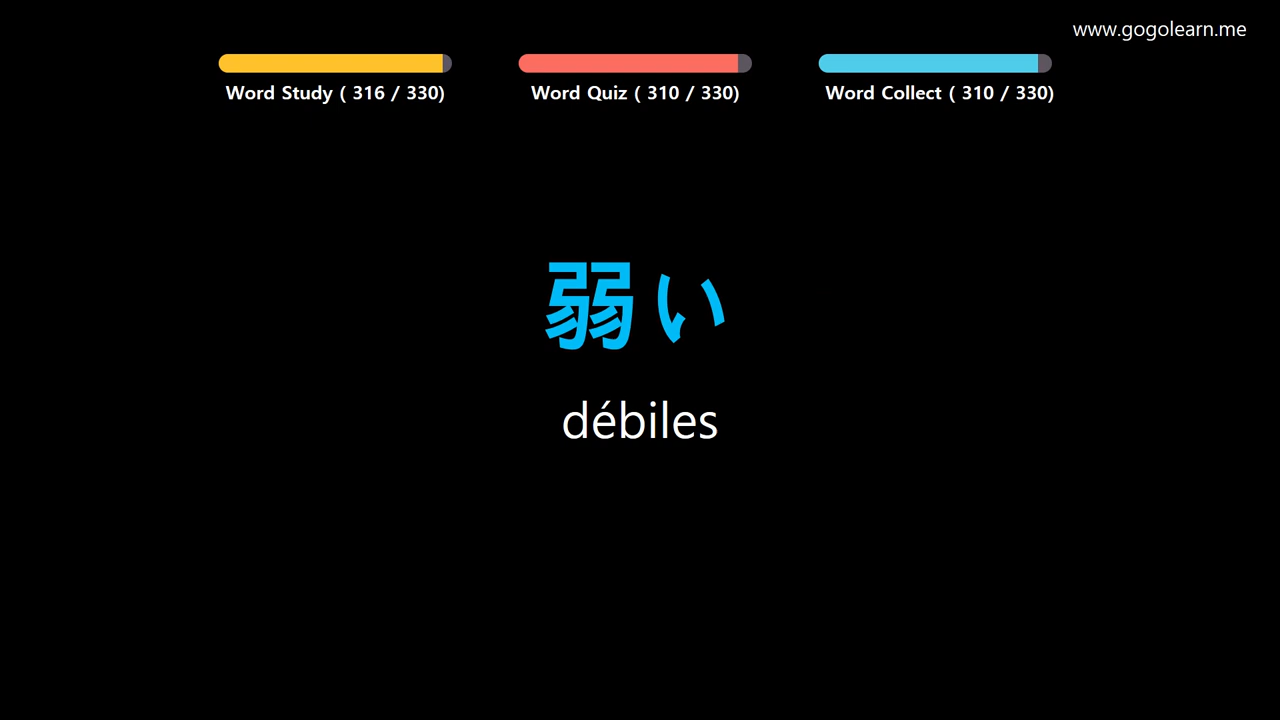 www.gogolearn.me
Word Study ( 316 / 330)
Word Quiz ( 310 / 330)
Word Collect ( 310 / 330)
弱い
débiles